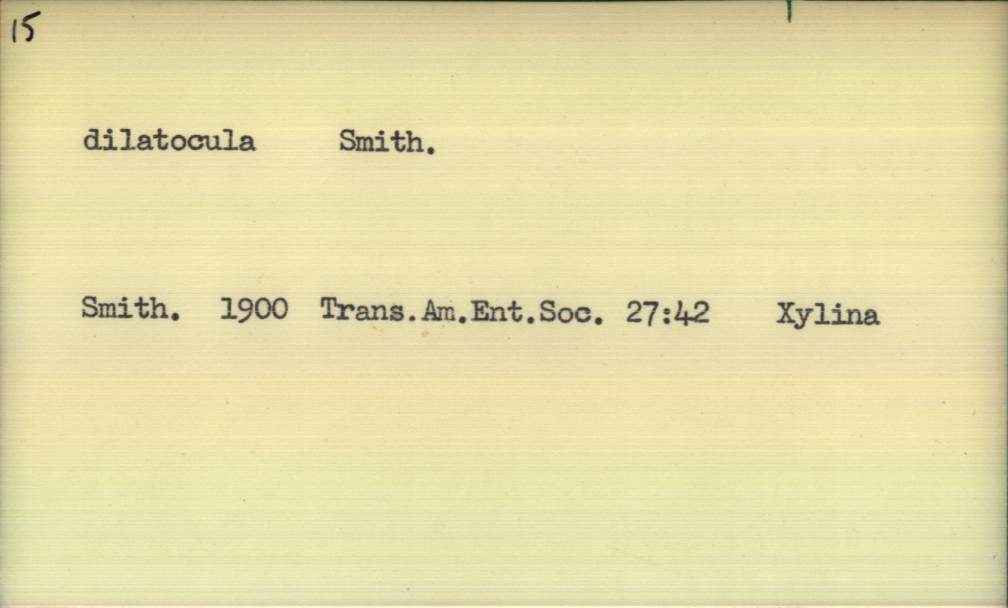 15
dilatocula Smith.
Smith. 1900 Trans.Am.Ent.Soc. 27:42 Xylina